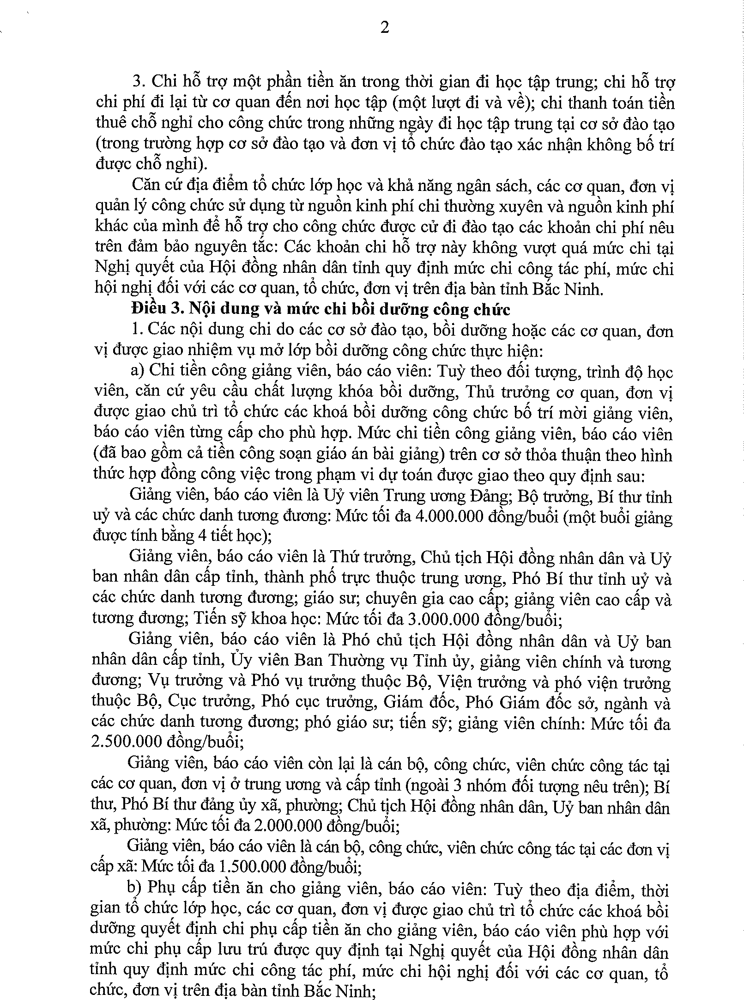 2
3. Chi hỗ trợ một phần tiền ăn trong thời gian đi học tập trung; chi hỗ trợ
chi phí đi lại từ cơ quan đến nơi học tập (một lượt đi và về); chi thanh toán tiền
thuê chỗ nghỉ cho công chức trong những ngày đi học tập trung tại cơ sở đào tạo
(trong trường hợp cơ sở đào tạo và đơn vị tổ chức đào tạo xác nhận không bố trí
được chỗ nghỉ).
Căn cứ địa điểm tổ chức lớp học và khả năng ngân sách, các cơ quan, đơn vị
quản lý công chức sử dụng từ nguồn kinh phí chi thường xuyên và nguồn kinh phí
khác của mình để hỗ trợ cho công chức được cử đi đào tạo các khoản chi phí nêu
trên đảm bảo nguyên tắc: Các khoản chi hỗ trợ này không vượt quá mức chi tại
Nghị quyết của Hội đồng nhân dân tỉnh quy định mức chi công tác phí, mức chi
hội nghị đối với các cơ quan, tổ chức, đơn vị trên địa bàn tỉnh Bắc Ninh.
Điều 3. Nội dung và mức chi bồi dưỡng công chức
1. Các nội dung chi do các cơ sở đào tạo, bồi dưỡng hoặc các cơ quan, đơn
vị được giao nhiệm vụ mở lớp bồi dưỡng công chức thực hiện:
a) Chi tiền công giảng viên, báo cáo viên: Tuỳ theo đối tượng, trình độ học
viên, căn cứ yêu cầu chất lượng khóa bồi dưỡng, Thủ trưởng cơ quan, đơn vị
được giao chủ trì tổ chức các khoá bồi dưỡng công chức bố trí mời giảng viên,
báo cáo viên từng cấp cho phù hợp. Mức chi tiền công giảng viên, báo cáo viên
(đã bao gồm cả tiền công soạn giáo án bài giảng) trên cơ sở thỏa thuận theo hình
thức hợp đồng công việc trong phạm vi dự toán được giao theo quy định sau:
Giảng viên, báo cáo viên là Uỷ viên Trung ương Đảng; Bộ trưởng, Bí thư tỉnh
uỷ và các chức danh tương đương: Mức tối đa 4.000.000 đồng/buổi (một buổi giảng
được tính bằng 4 tiết học);
Giảng viên, báo cáo viên là Thứ trưởng, Chủ tịch Hội đồng nhân dân và Uỷ
ban nhân dân cấp tỉnh, thành phố trực thuộc trung ương, Phó Bí thư tỉnh uỷ và
các chức danh tương đương; giáo sư; chuyên gia cao cấp; giảng viên cao cấp và
tương đương; Tiến sỹ khoa học: Mức tối đa 3.000.000 đồng/buổi;
Giảng viên, báo cáo viên là Phó chủ tịch Hội đồng nhân dân và Uỷ ban
nhân dân cấp tỉnh, Ủy viên Ban Thường vụ Tỉnh ủy, giảng viên chính và tương
đương; Vụ trưởng và Phó vụ trưởng thuộc Bộ, Viện trưởng và phó viện trưởng
thuộc Bộ, Cục trưởng, Phó cục trưởng, Giám đốc, Phó Giám đốc sở, ngành và
các chức danh tương đương; phó giáo sư; tiến sỹ; giảng viên chính: Mức tối đa
2.500.000 đồng/buổi;
Giảng viên, báo cáo viên còn lại là cán bộ, công chức, viên chức công tác tại
các cơ quan, đơn vị ở trung ương và cấp tỉnh (ngoài 3 nhóm đối tượng nêu trên); Bí
thư, Phó Bí thư đảng ủy xã, phường; Chủ tịch Hội đồng nhân dân, Uỷ ban nhân dân
xã, phường: Mức tối đa 2.000.000 đồng/buổi;
Giảng viên, báo cáo viên là cán bộ, công chức, viên chức công tác tại các đơn vị
cấp xã: Mức tối đa 1.500.000 đồng/buổi;
b) Phụ cấp tiền ăn cho giảng viên, báo cáo viên: Tuỳ theo địa điểm, thời
gian tổ chức lớp học, các cơ quan, đơn vị được giao chủ trì tổ chức các khoá bồi
dưỡng quyết định chi phụ cấp tiền ăn cho giảng viên, báo cáo viên phù hợp với
mức chi phụ cấp lưu trú được quy định tại Nghị quyết của Hội đồng nhân dân
tỉnh quy định mức chi công tác phí, mức chi hội nghị đối với các cơ quan, tổ
chức, đơn vị trên địa bàn tỉnh Bắc Ninh;